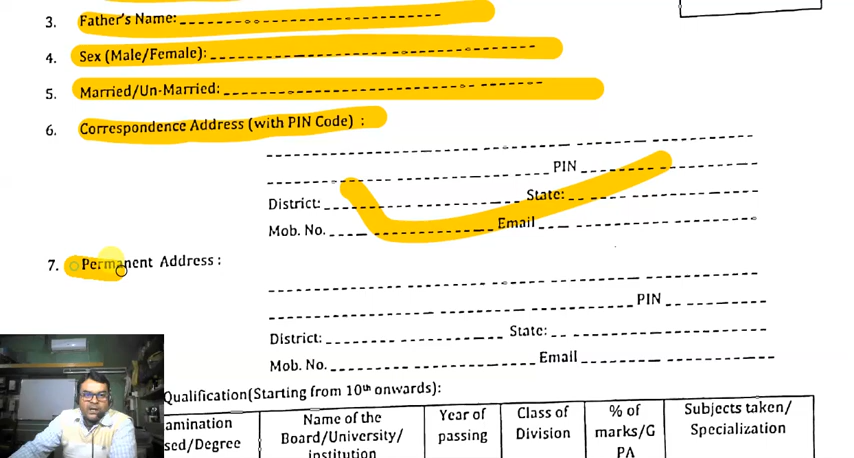 3. Father's Name:
4. Sex (Male/Female):
5. Married/Un-Married:
6. Correspondence Address (with PIN Code) :
PIN
District: State:
Mob. No. Email
7. Permanent Address :
PIN
District: State:
Mob. No. Email
Qualification(Starting from 10th onwards):
amination Name of the Year of Class of % of Subjects taken/
sed/Degree Board/University/ passing Division marks/G Specialization
institution PA